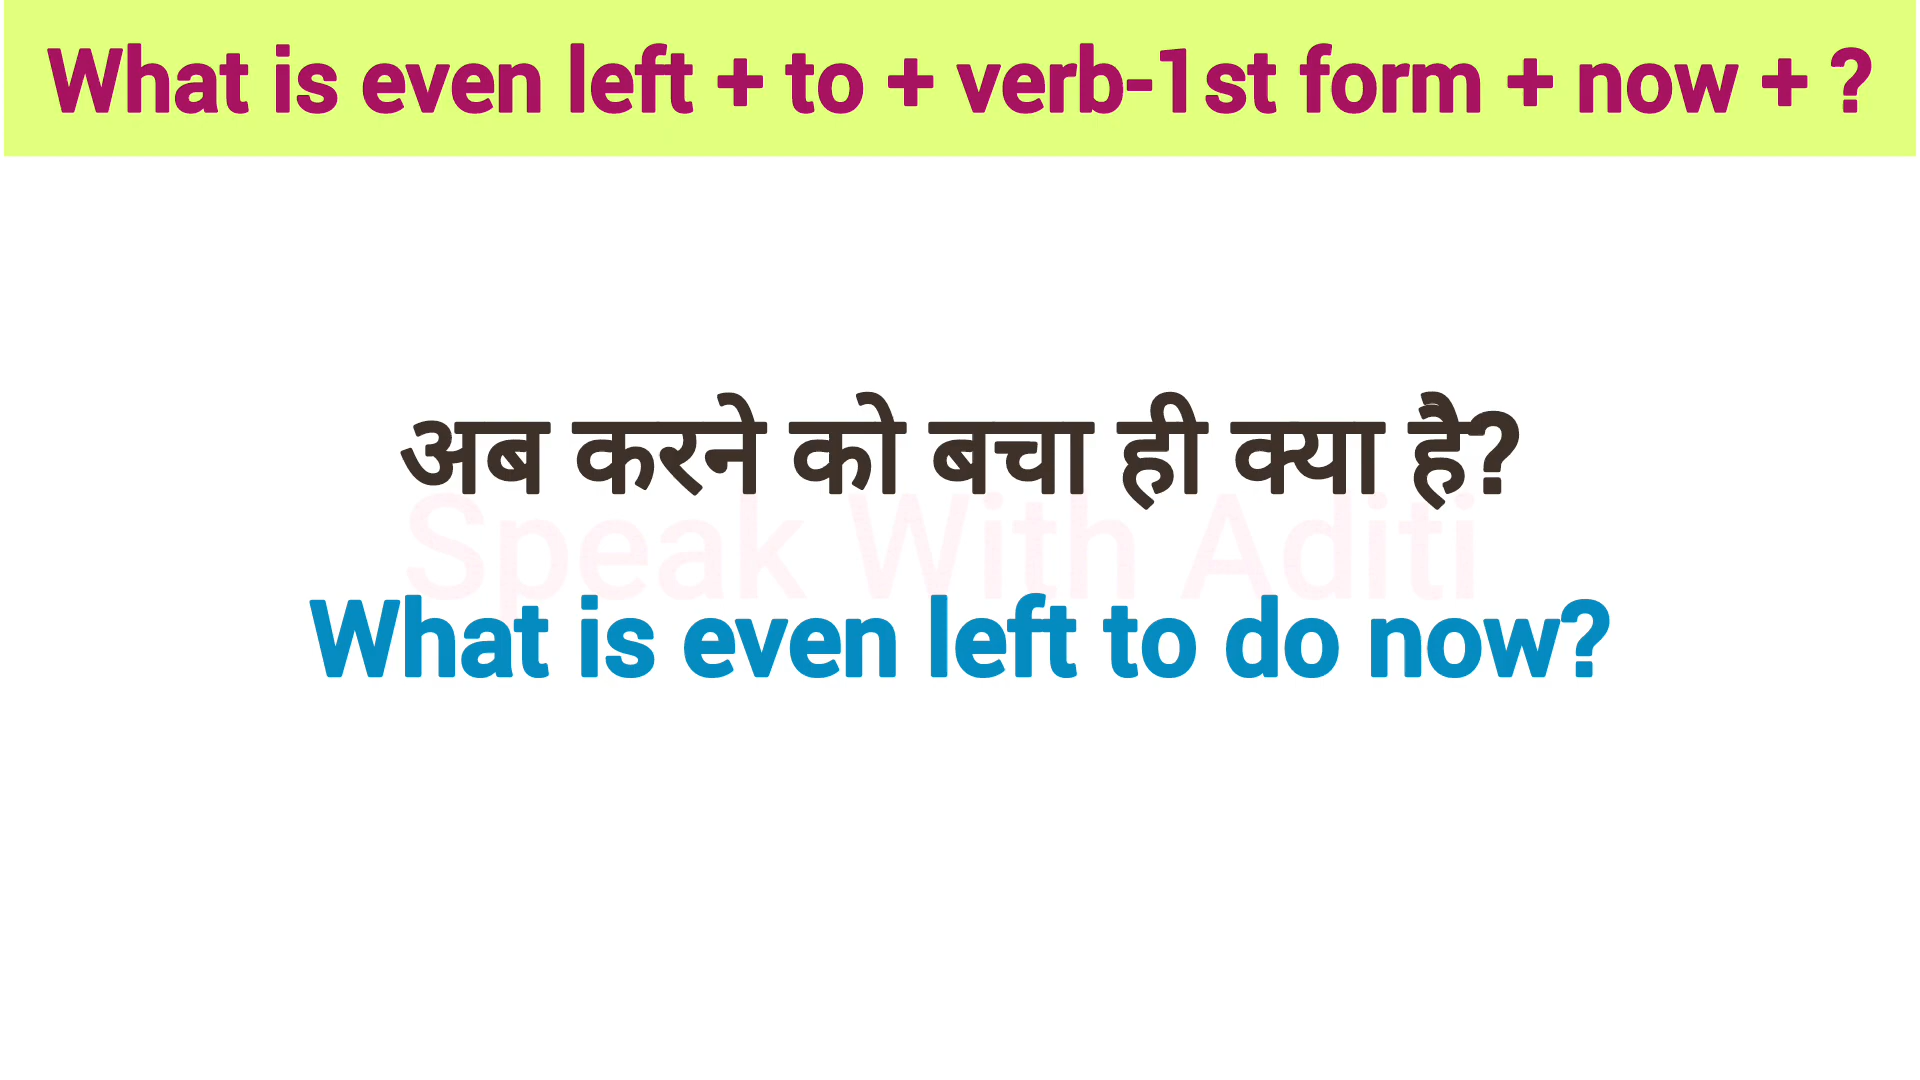 What is even left + to + verb-1st form + now + ?
अब करने को बचा ही क्या है?
Speak With Aditi
What is even left to do now?